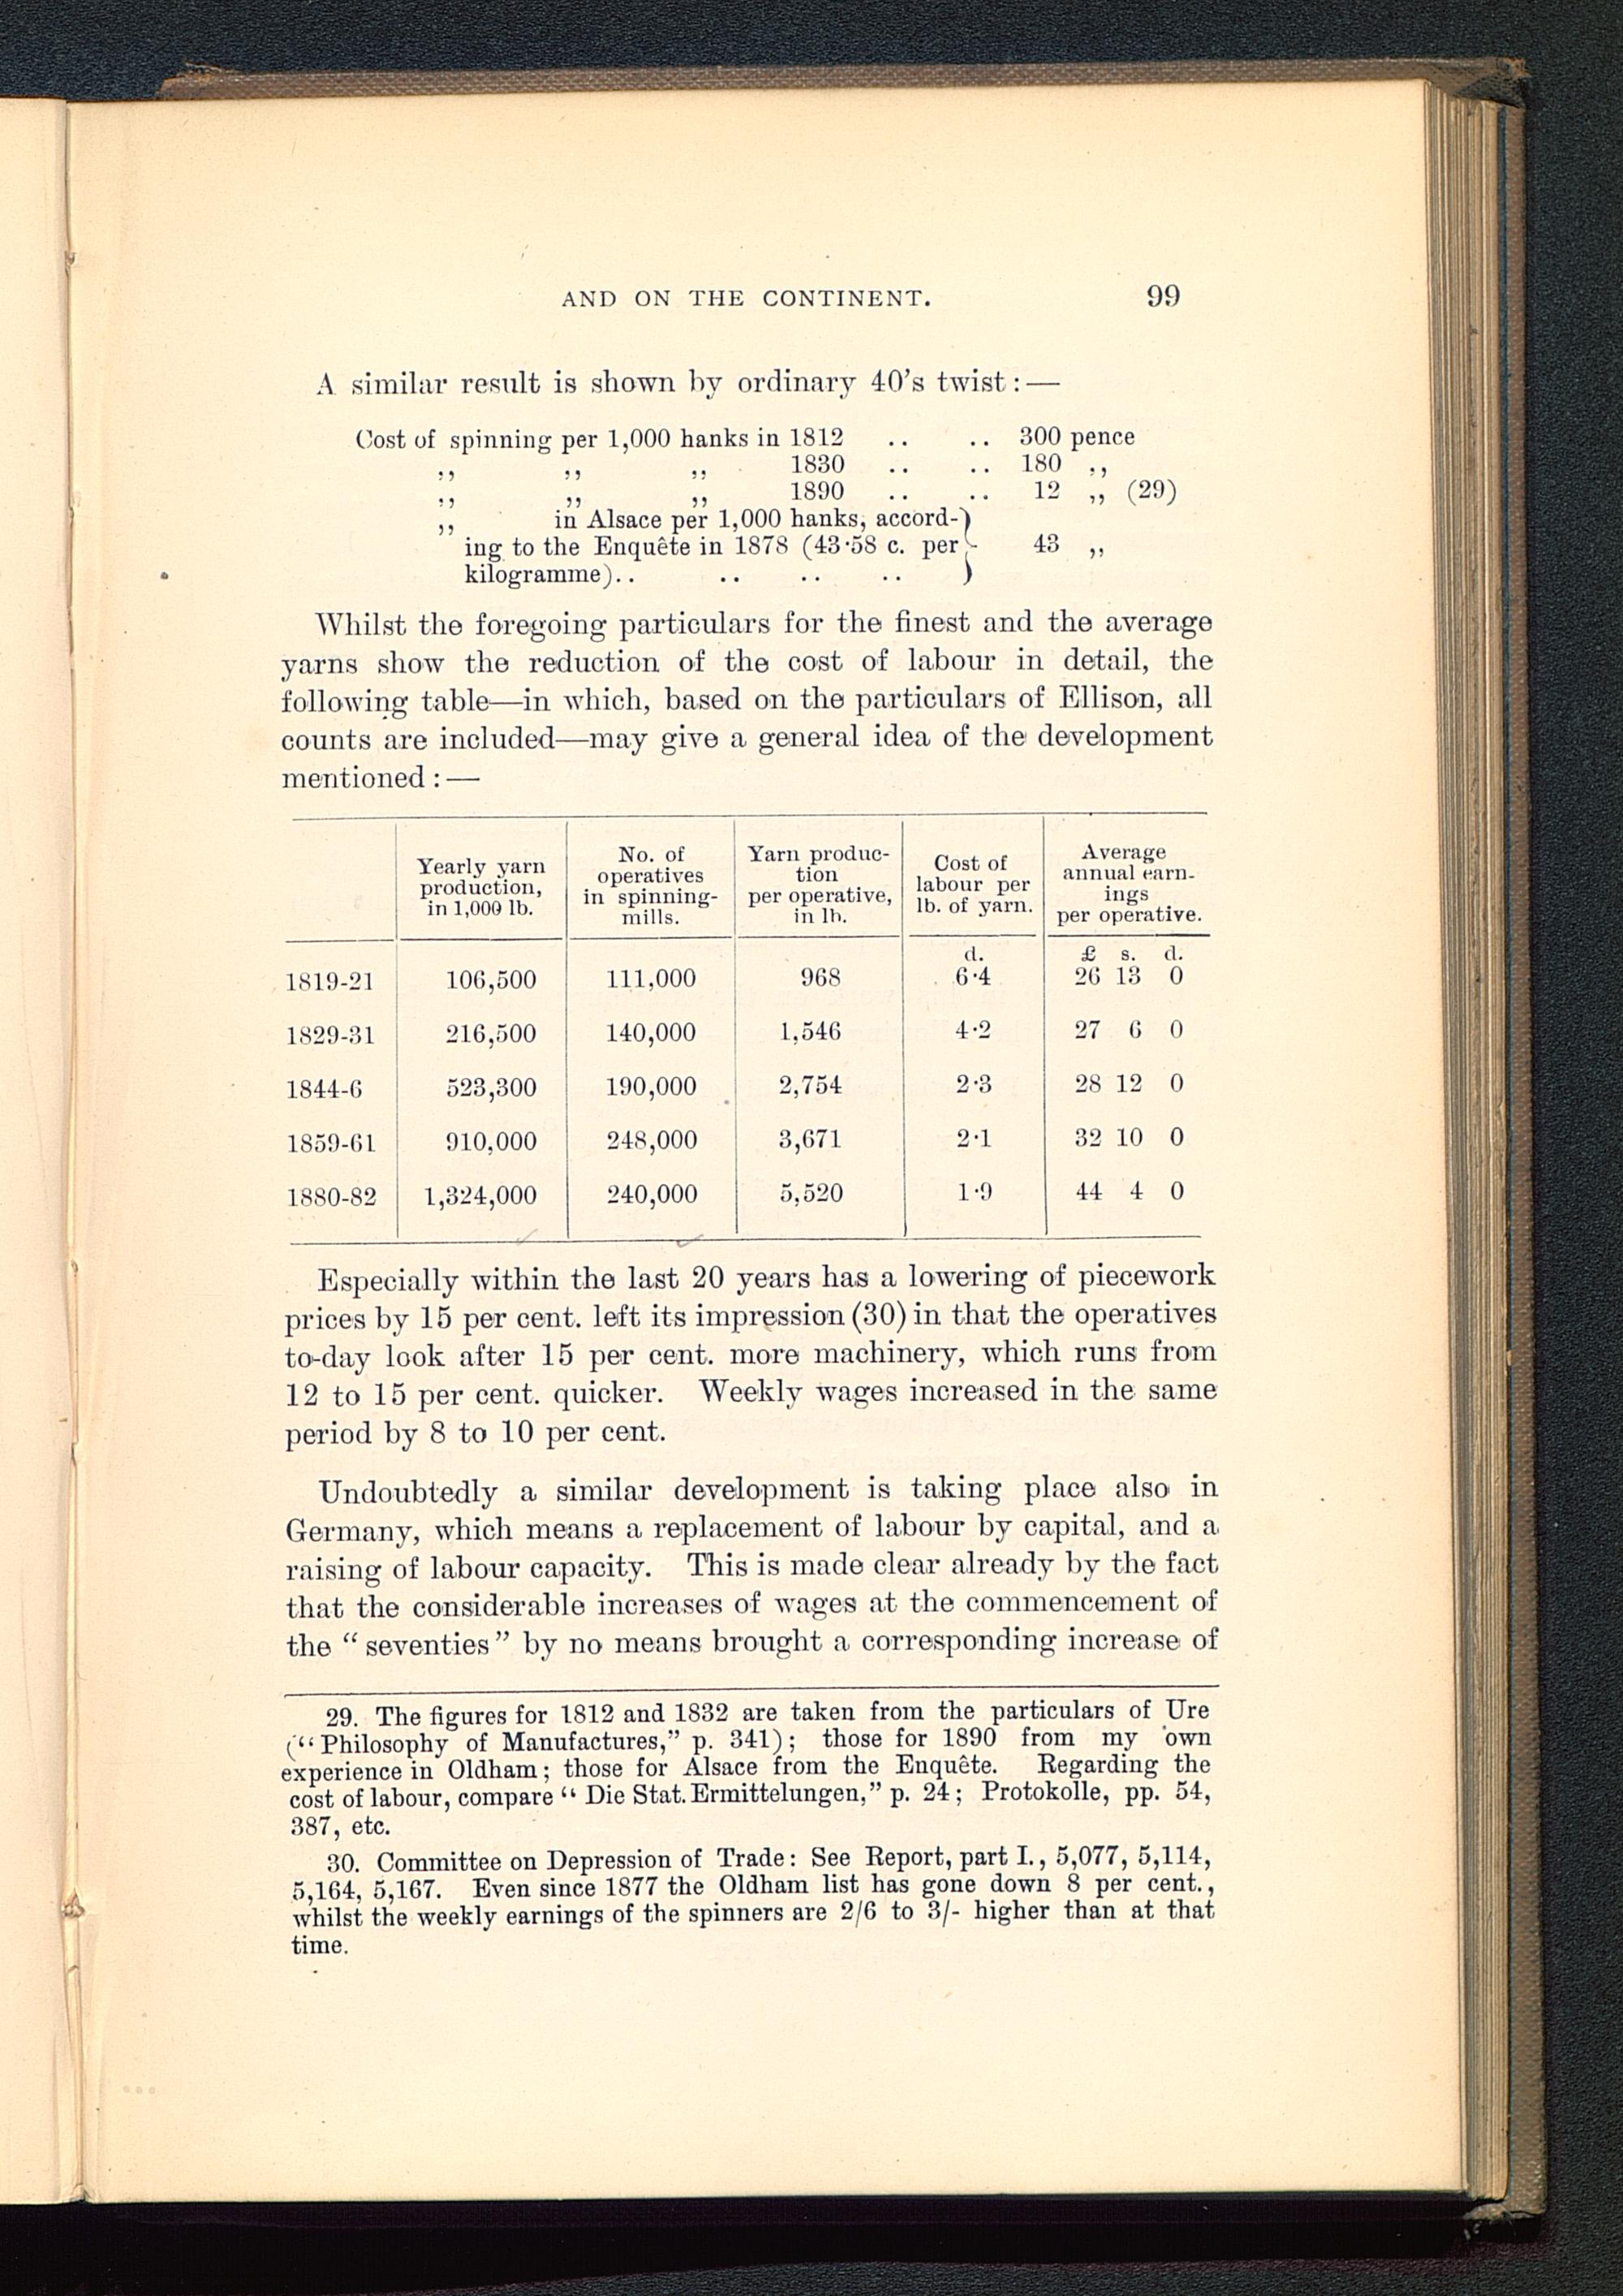 AND ON THE CONTINENT. 99
A similar result is shown by ordinary 40's twist:—
Cost of spinning per 1,000 hanks in 1812 .. .. 300 pence
,, ,, ,, 1830 .. .. 180 ,,
,, ,, ,, 1890 .. .. 12 ,, (29)
,, in Alsace per 1,000 hanks, accord-
ing to the Enquête in 1878 (43·58 c. per 43 ,,
kilogramme).. .. .. ..
Whilst the foregoing particulars for the finest and the average
yarns show the reduction of the cost of labour in detail, the
following table—in which, based on the particulars of Ellison, all
counts are included—may give a general idea of the development
mentioned:—
Yearly yarn production, in 1,000 lb. | No. of operatives in spinning-mills. | Yarn produc-tion per operative, in lb. | Cost of labour per lb. of yarn. | Average annual earn-ings per operative.
d. £ s. d.
1819-21 106,500 111,000 968 6·4 26 13 0
1829-31 216,500 140,000 1,546 4·2 27 6 0
1844-6 523,300 190,000 2,754 2·3 28 12 0
1859-61 910,000 248,000 3,671 2·1 32 10 0
1880-82 1,324,000 240,000 5,520 1·9 44 4 0
Especially within the last 20 years has a lowering of piecework
prices by 15 per cent. left its impression (30) in that the operatives
to-day look after 15 per cent. more machinery, which runs from
12 to 15 per cent. quicker. Weekly wages increased in the same
period by 8 to 10 per cent.
Undoubtedly a similar development is taking place also in
Germany, which means a replacement of labour by capital, and a
raising of labour capacity. This is made clear already by the fact
that the considerable increases of wages at the commencement of
the "seventies" by no means brought a corresponding increase of
29. The figures for 1812 and 1832 are taken from the particulars of Ure
("Philosophy of Manufactures," p. 341); those for 1890 from my own
experience in Oldham; those for Alsace from the Enquête. Regarding the
cost of labour, compare "Die Stat. Ermittelungen," p. 24; Protokolle, pp. 54,
387, etc.
30. Committee on Depression of Trade: See Report, part I., 5,077, 5,114,
5,164, 5,167. Even since 1877 the Oldham list has gone down 8 per cent.,
whilst the weekly earnings of the spinners are 2/6 to 3/- higher than at that
time.